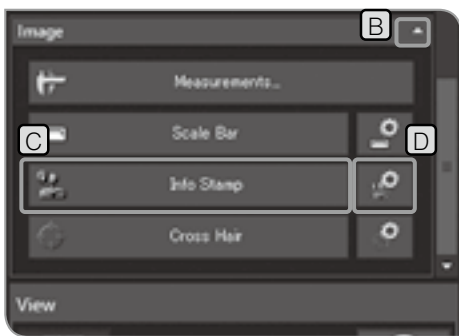 Image B
Measurements...
C Scale Bar D
Info Stamp
Cross Hair
View